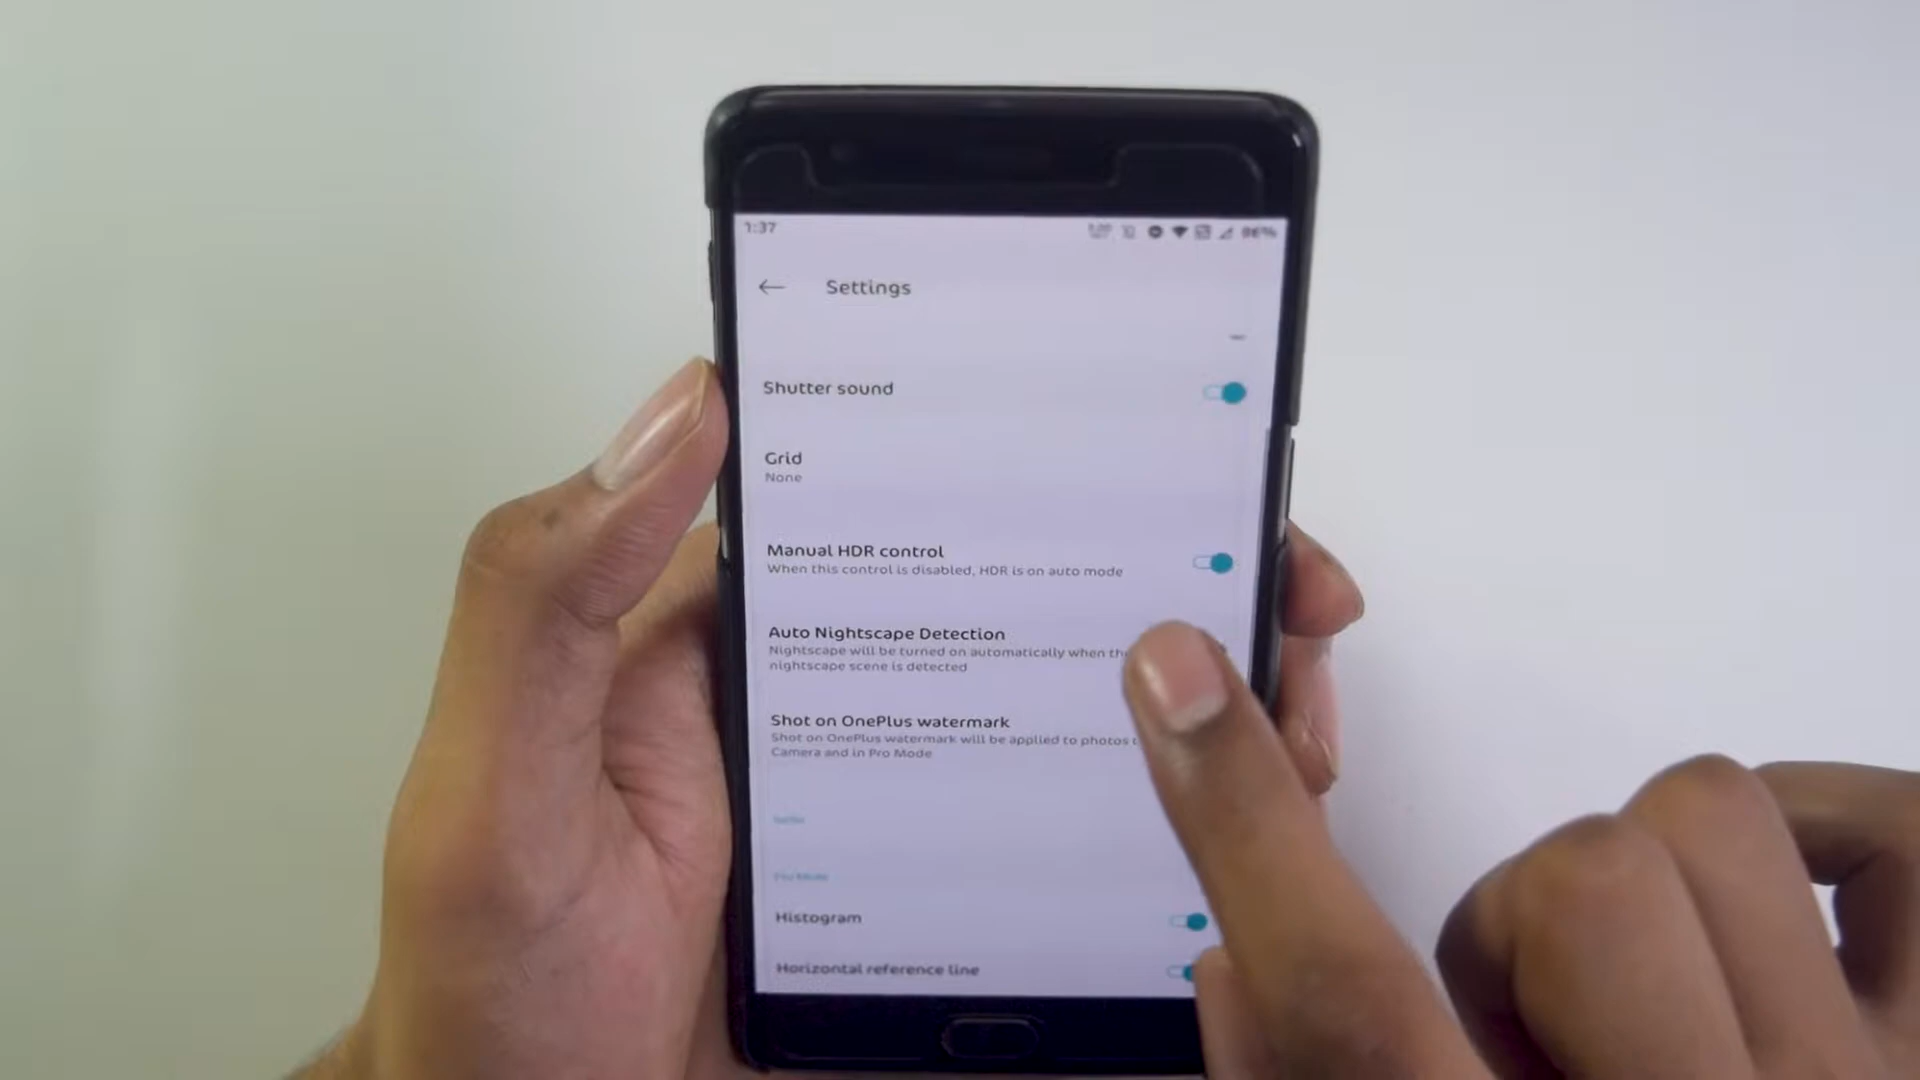 1:37
86%
Settings
Shutter sound
Grid
None
Manual HDR control
When this control is disabled, HDR is on auto mode
Auto Nightscape Detection
Nightscape will be turned on automatically when the
nightscape scene is detected
Shot on OnePlus watermark
Shot on OnePlus watermark will be applied to photos
Camera and in Pro Mode
Pro Mode
Histogram
Horizontal reference line